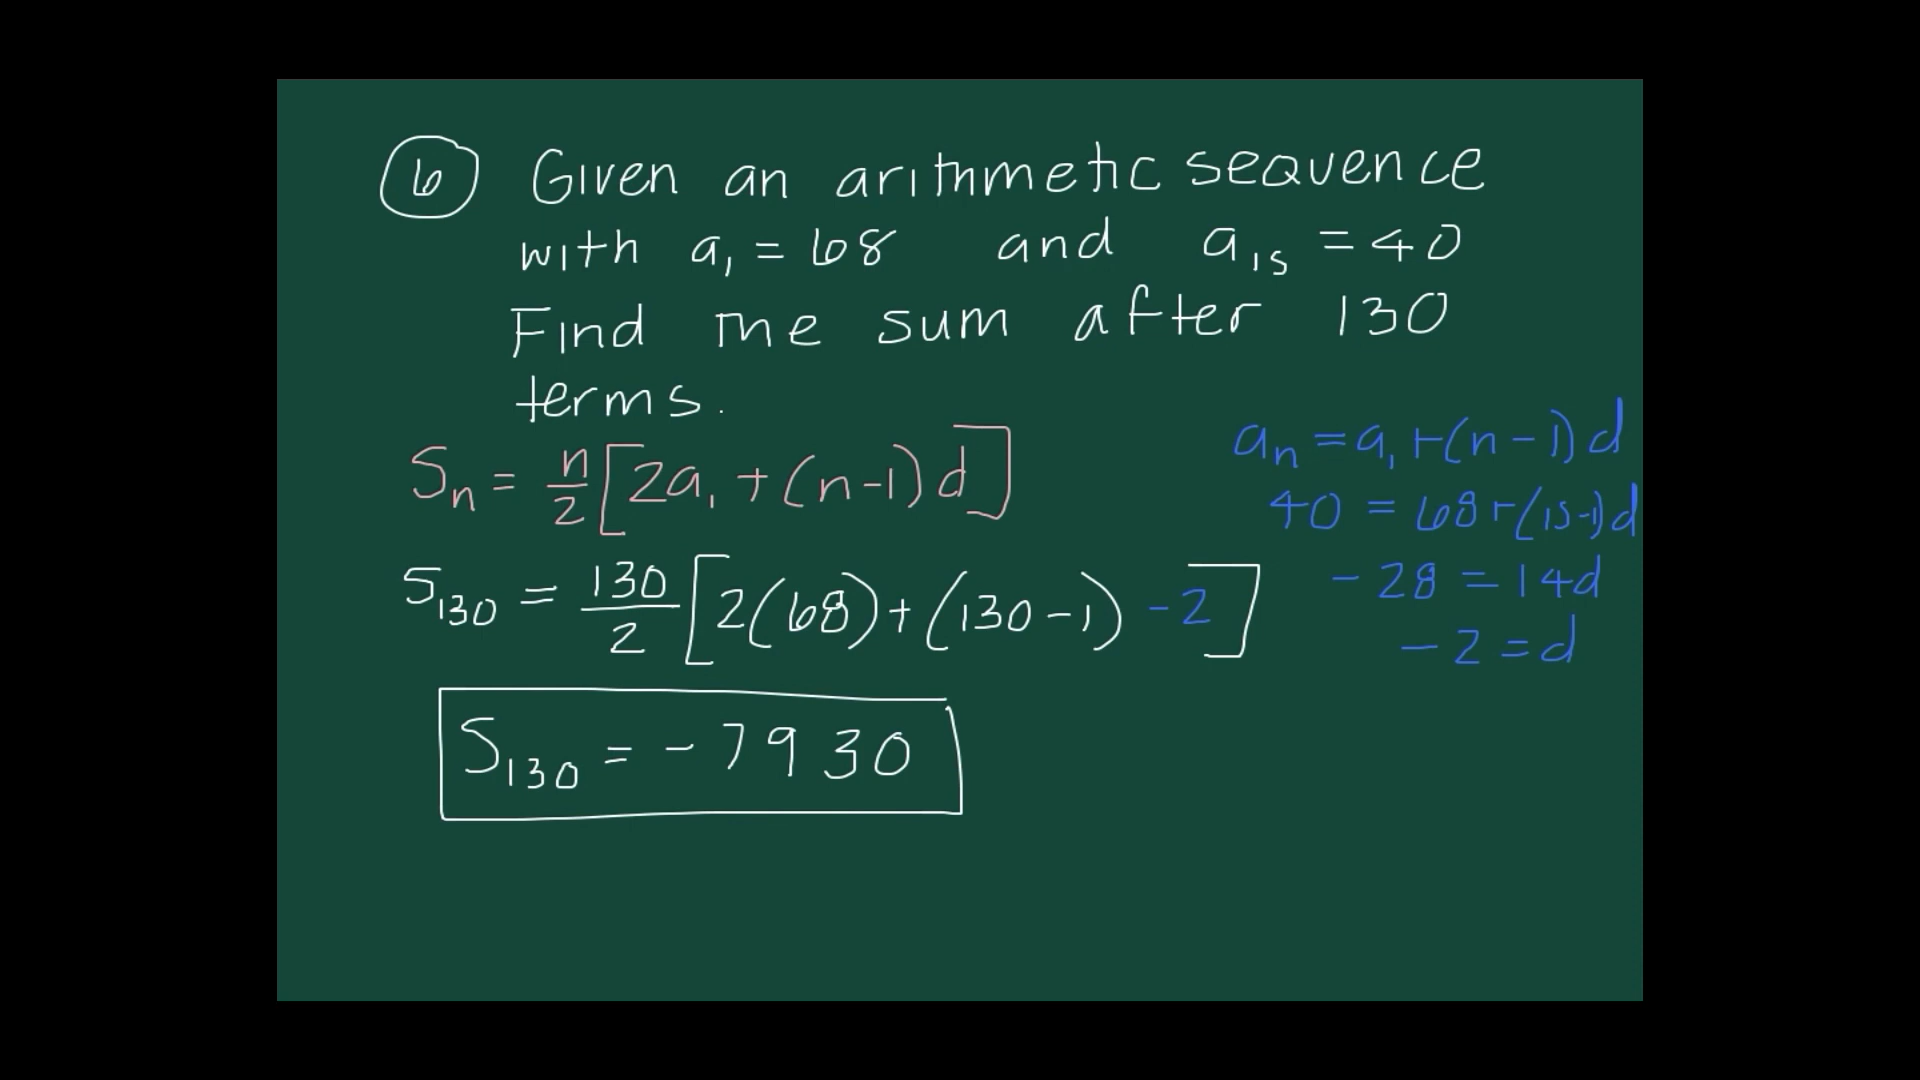 6 Given an arithmetic sequence
with a₁ = 68 and a₁₅ = 40
Find the sum after 130
terms.
Sₙ = n/2 [2a₁ + (n-1)d]
S₁₃₀ = 130/2 [2(68) + (130-1) -2]
S₁₃₀ = -7930
aₙ = a₁ + (n-1)d
40 = 68 + (15-1)d
-28 = 14d
-2 = d